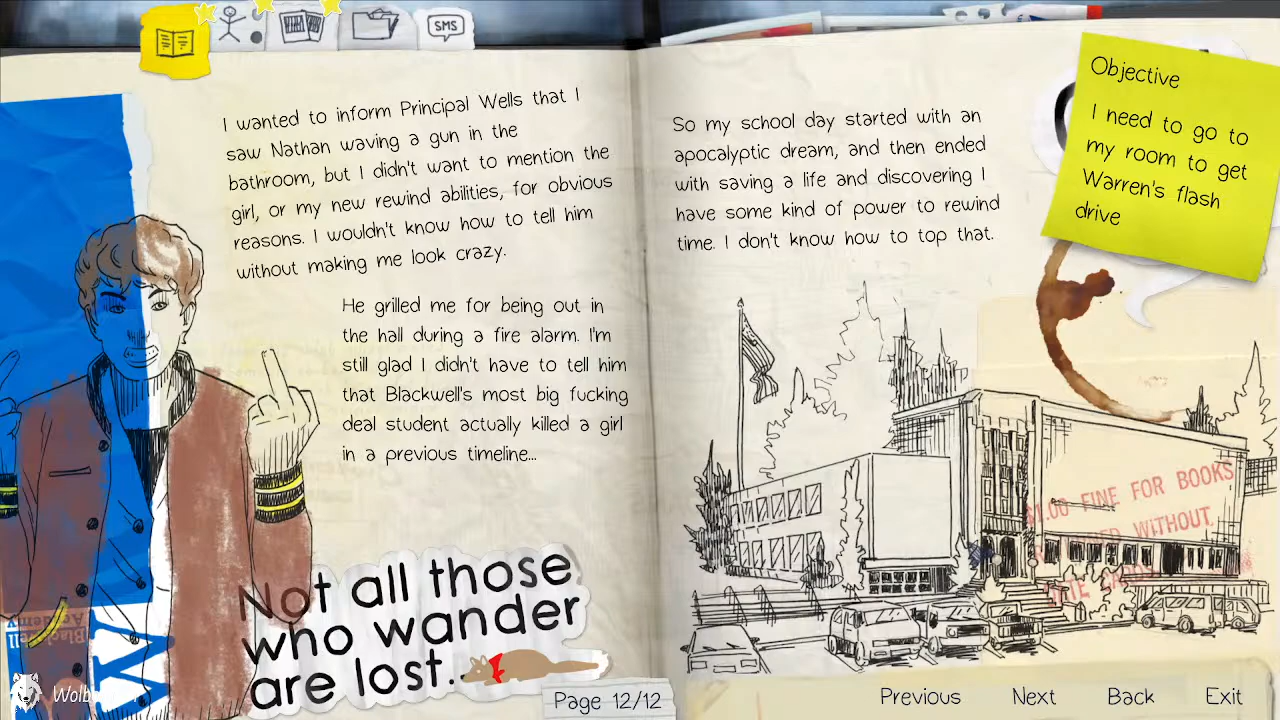 SMS
I wanted to inform Principal Wells that I
saw Nathan waving a gun in the
bathroom, but I didn't want to mention the
girl, or my new rewind abilities, for obvious
reasons. I wouldn't know how to tell him
without making me look crazy.
He grilled me for being out in
the hall during a fire alarm. I'm
still glad I didn't have to tell him
that Blackwell's most big fucking
deal student actually killed a girl
in a previous timeline...
Not all those
who wander
are lost.
So my school day started with an
apocalyptic dream, and then ended
with saving a life and discovering I
have some kind of power to rewind
time. I don't know how to top that.
Objective
I need to go to
my room to get
Warren's flash
drive
$1.00 FINE FOR BOOKS
WITHOUT
Page 12/12
Previous
Next
Back
Exit